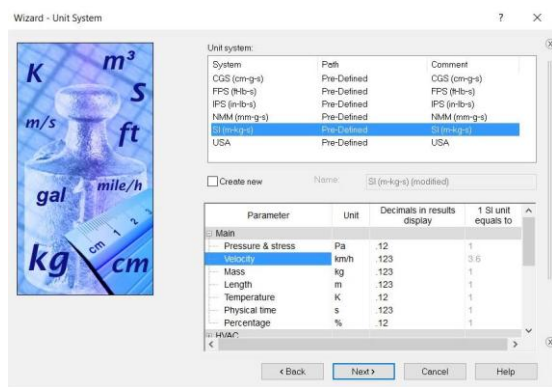 Wizard - Unit System ? X
K m³
S
m/s ft
gal mile/h
kg cm 1 2 3
cm
Unit system:
System Path Comment
CGS (cm-g-s) Pre-Defined CGS (cm-g-s)
FPS (ft-lb-s) Pre-Defined FPS (ft-lb-s)
IPS (in-lb-s) Pre-Defined IPS (in-lb-s)
NMM (mm-g-s) Pre-Defined NMM (mm-g-s)
SI (m-kg-s) Pre-Defined SI (m-kg-s)
USA Pre-Defined USA
Create new Name: SI (m-kg-s) (modified)
Parameter Unit Decimals in results display 1 SI unit equals to
Main
Pressure & stress Pa .12 1
Velocity km/h .123 3.6
Mass kg .123 1
Length m .123 1
Temperature K .12 1
Physical time s .123 1
Percentage % .12 1
HVAC
< Back Next > Cancel Help